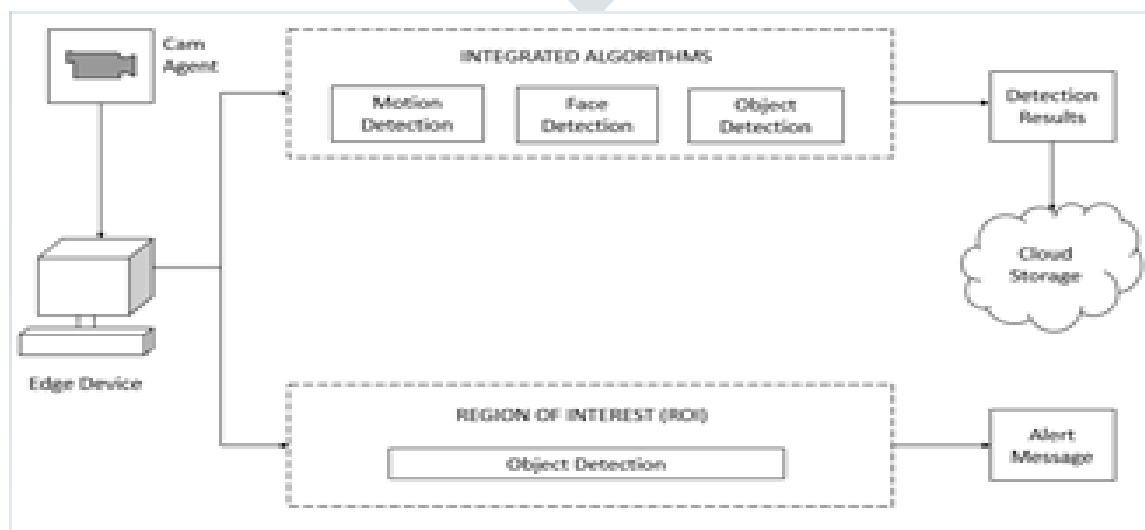 Cam
Agent
INTEGRATED ALGORITHMS
Motion
Detection
Face
Detection
Object
Detection
Detection
Results
Cloud
Storage
Edge Device
REGION OF INTEREST (ROI)
Object Detection
Alert
Message